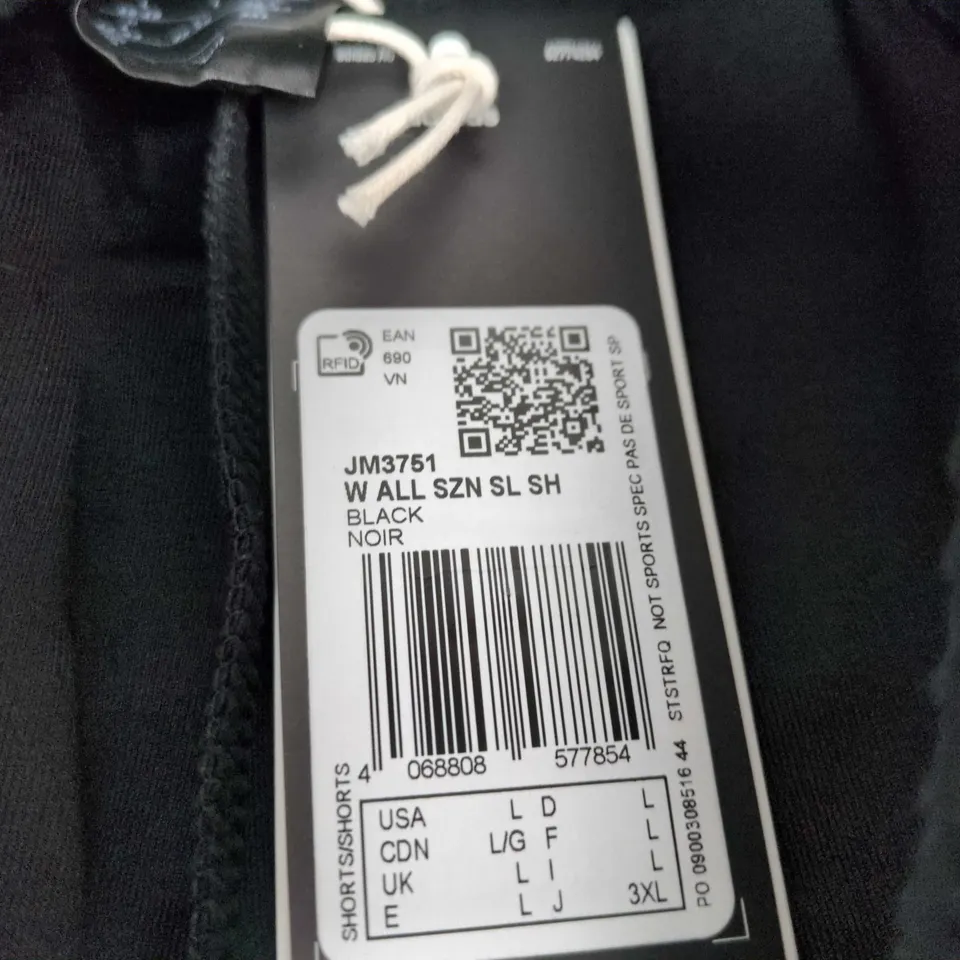 RFID
EAN
690
VN
JM3751
W ALL SZN SL SH
BLACK
NOIR
4 068808 577854
SHORTS/SHORTS
USA L D L
CDN L/G F L
UK L I L
E L J 3XL
PO 0900308516 44 STSTRFQ NOT SPORTS SPEC PAS DE SPORT SP